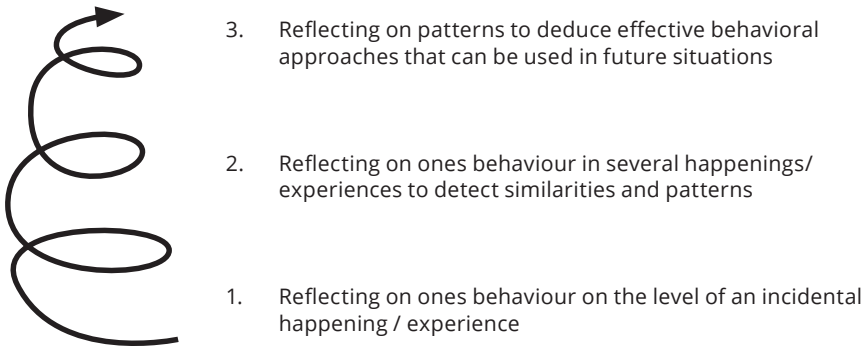 3. Reflecting on patterns to deduce effective behavioral
approaches that can be used in future situations
2. Reflecting on ones behaviour in several happenings/
experiences to detect similarities and patterns
1. Reflecting on ones behaviour on the level of an incidental
happening / experience